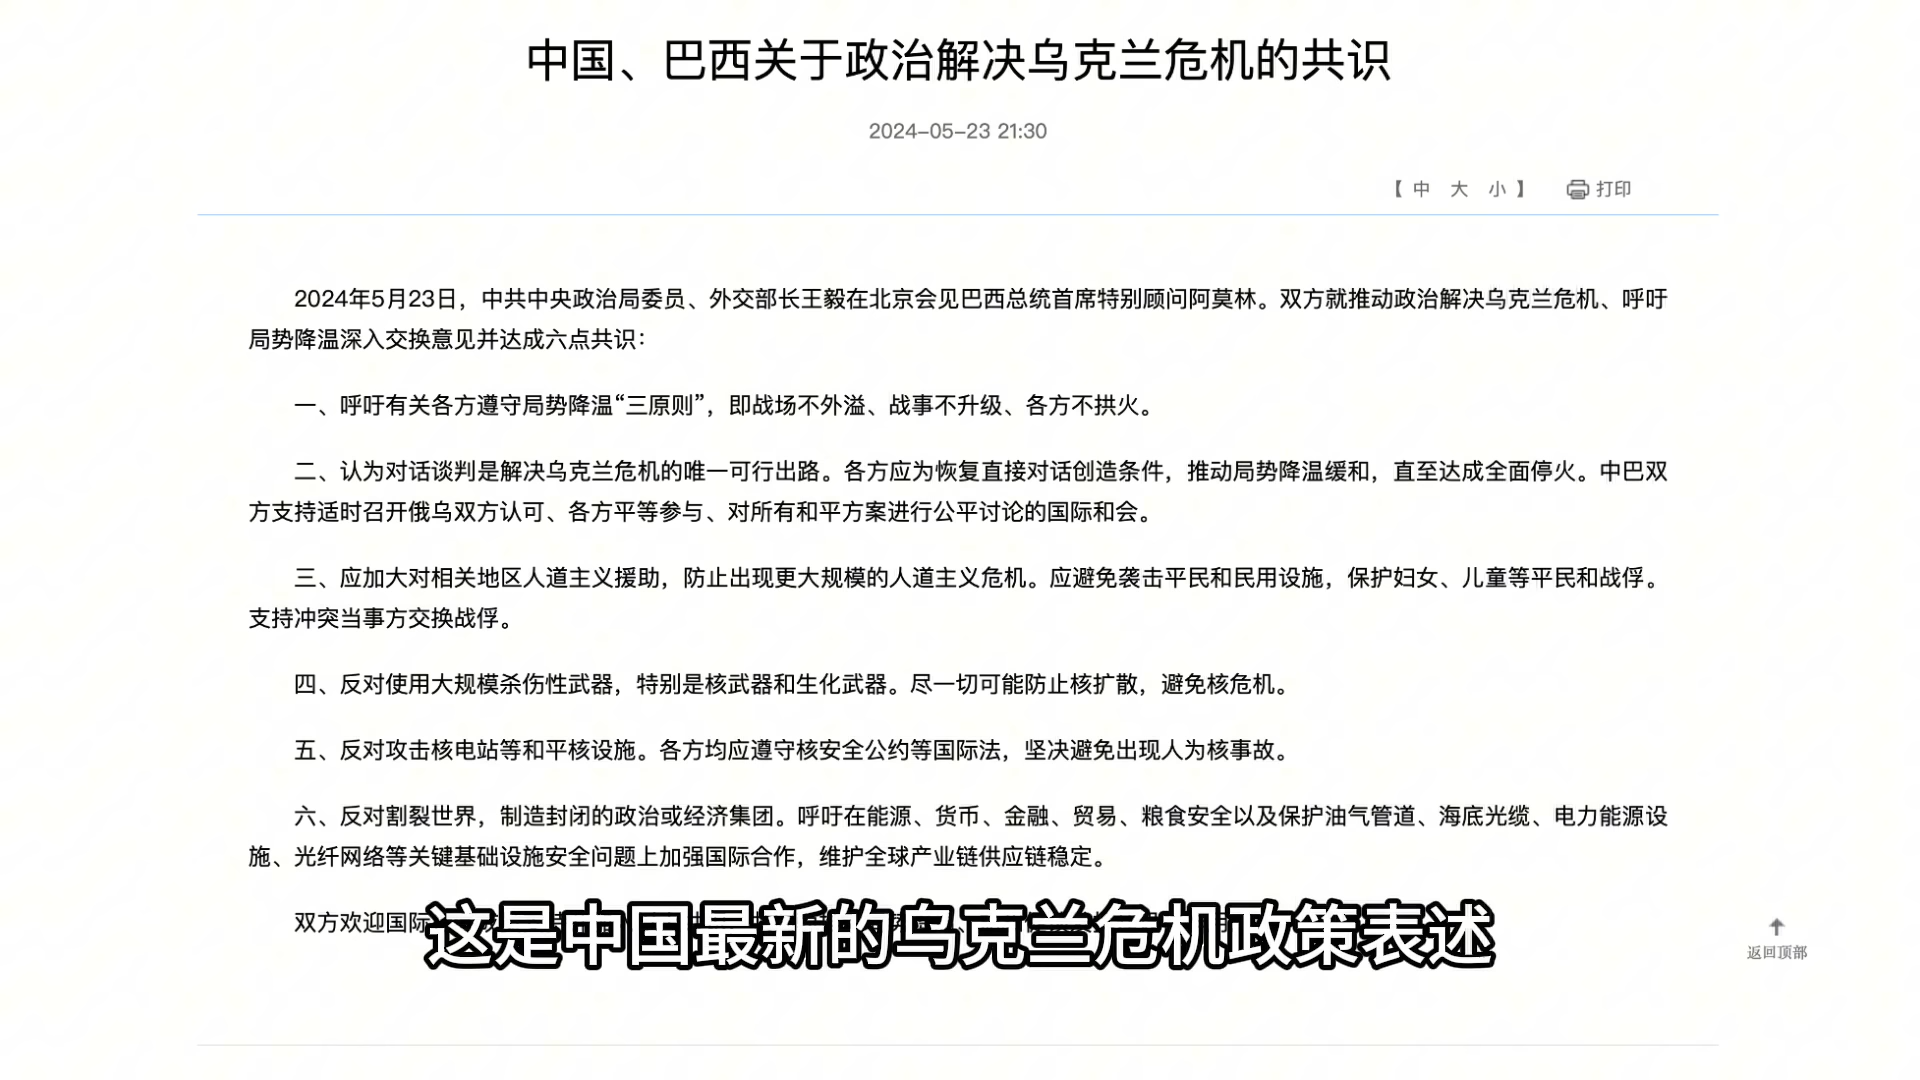 中国、巴西关于政治解决乌克兰危机的共识
2024-05-23 21:30
【 中 大 小 】 打印
2024年5月23日，中共中央政治局委员、外交部长王毅在北京会见巴西总统首席特别顾问阿莫林。双方就推动政治解决乌克兰危机、呼吁
局势降温深入交换意见并达成六点共识：
一、呼吁有关各方遵守局势降温“三原则”，即战场不外溢、战事不升级、各方不拱火。
二、认为对话谈判是解决乌克兰危机的唯一可行出路。各方应为恢复直接对话创造条件，推动局势降温缓和，直至达成全面停火。中巴双
方支持适时召开俄乌双方认可、各方平等参与、对所有和平方案进行公平讨论的国际和会。
三、应加大对相关地区人道主义援助，防止出现更大规模的人道主义危机。应避免袭击平民和民用设施，保护妇女、儿童等平民和战俘。
支持冲突当事方交换战俘。
四、反对使用大规模杀伤性武器，特别是核武器和生化武器。尽一切可能防止核扩散，避免核危机。
五、反对攻击核电站等和平核设施。各方均应遵守核安全公约等国际法，坚决避免出现人为核事故。
六、反对割裂世界，制造封闭的政治或经济集团。呼吁在能源、货币、金融、贸易、粮食安全以及保护油气管道、海底光缆、电力能源设
施、光纤网络等关键基础设施安全问题上加强国际合作，维护全球产业链供应链稳定。
双方欢迎国际
这是中国最新的乌克兰危机政策表述
返回顶部